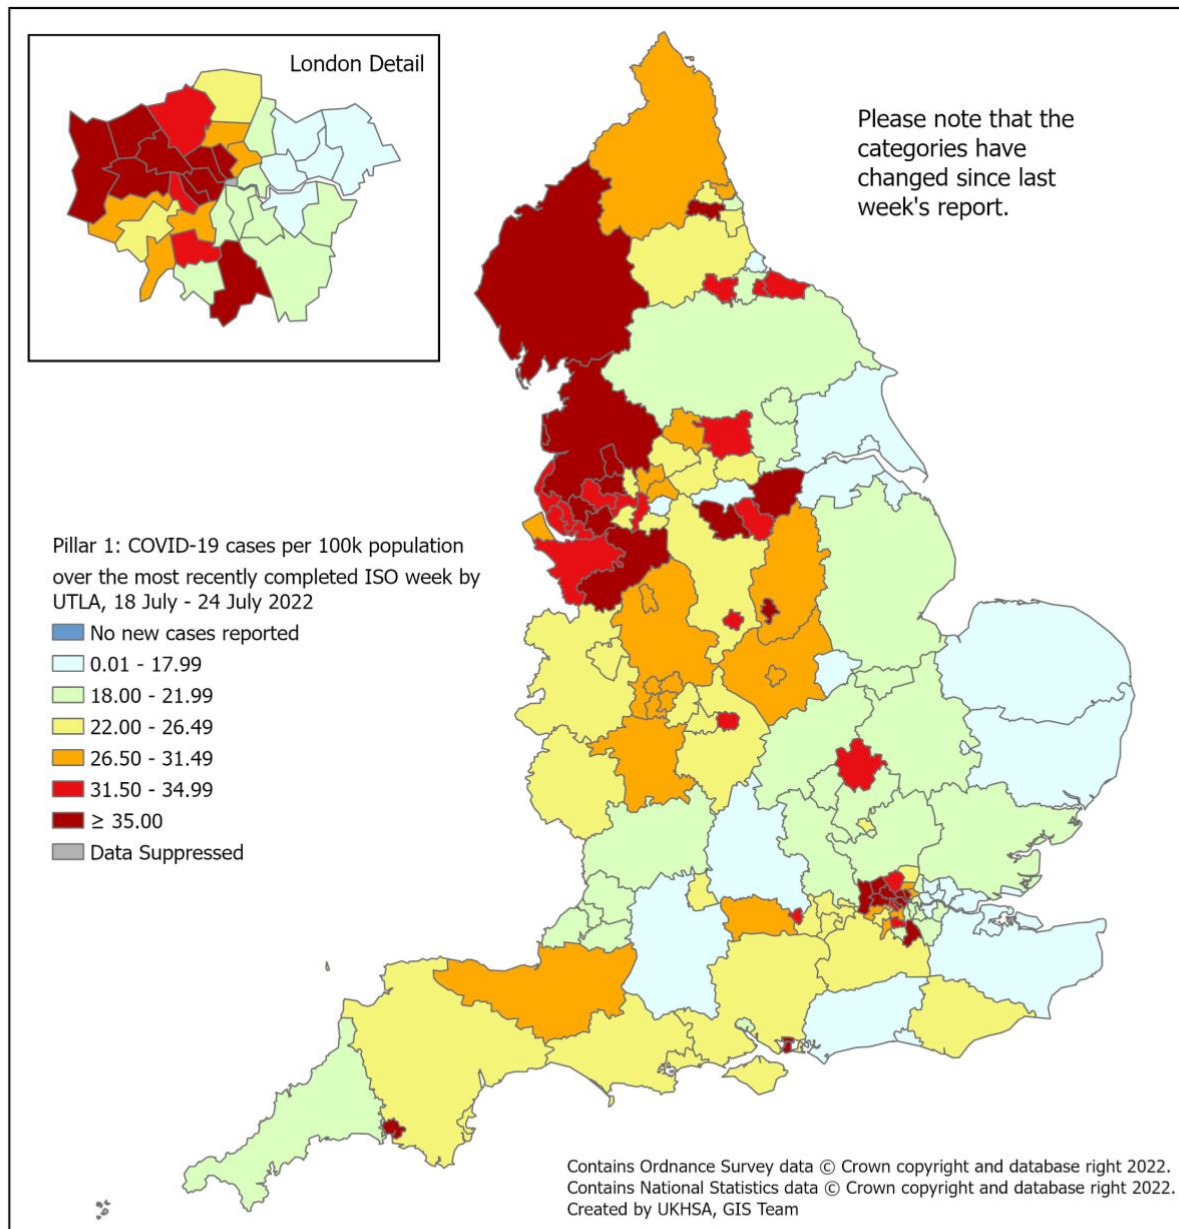 London Detail
Please note that the
categories have
changed since last
week's report.
Pillar 1: COVID-19 cases per 100k population
over the most recently completed ISO week by
UTLA, 18 July - 24 July 2022
No new cases reported
0.01 - 17.99
18.00 - 21.99
22.00 - 26.49
26.50 - 31.49
31.50 - 34.99
≥ 35.00
Data Suppressed
Contains Ordnance Survey data © Crown copyright and database right 2022.
Contains National Statistics data © Crown copyright and database right 2022.
Created by UKHSA, GIS Team